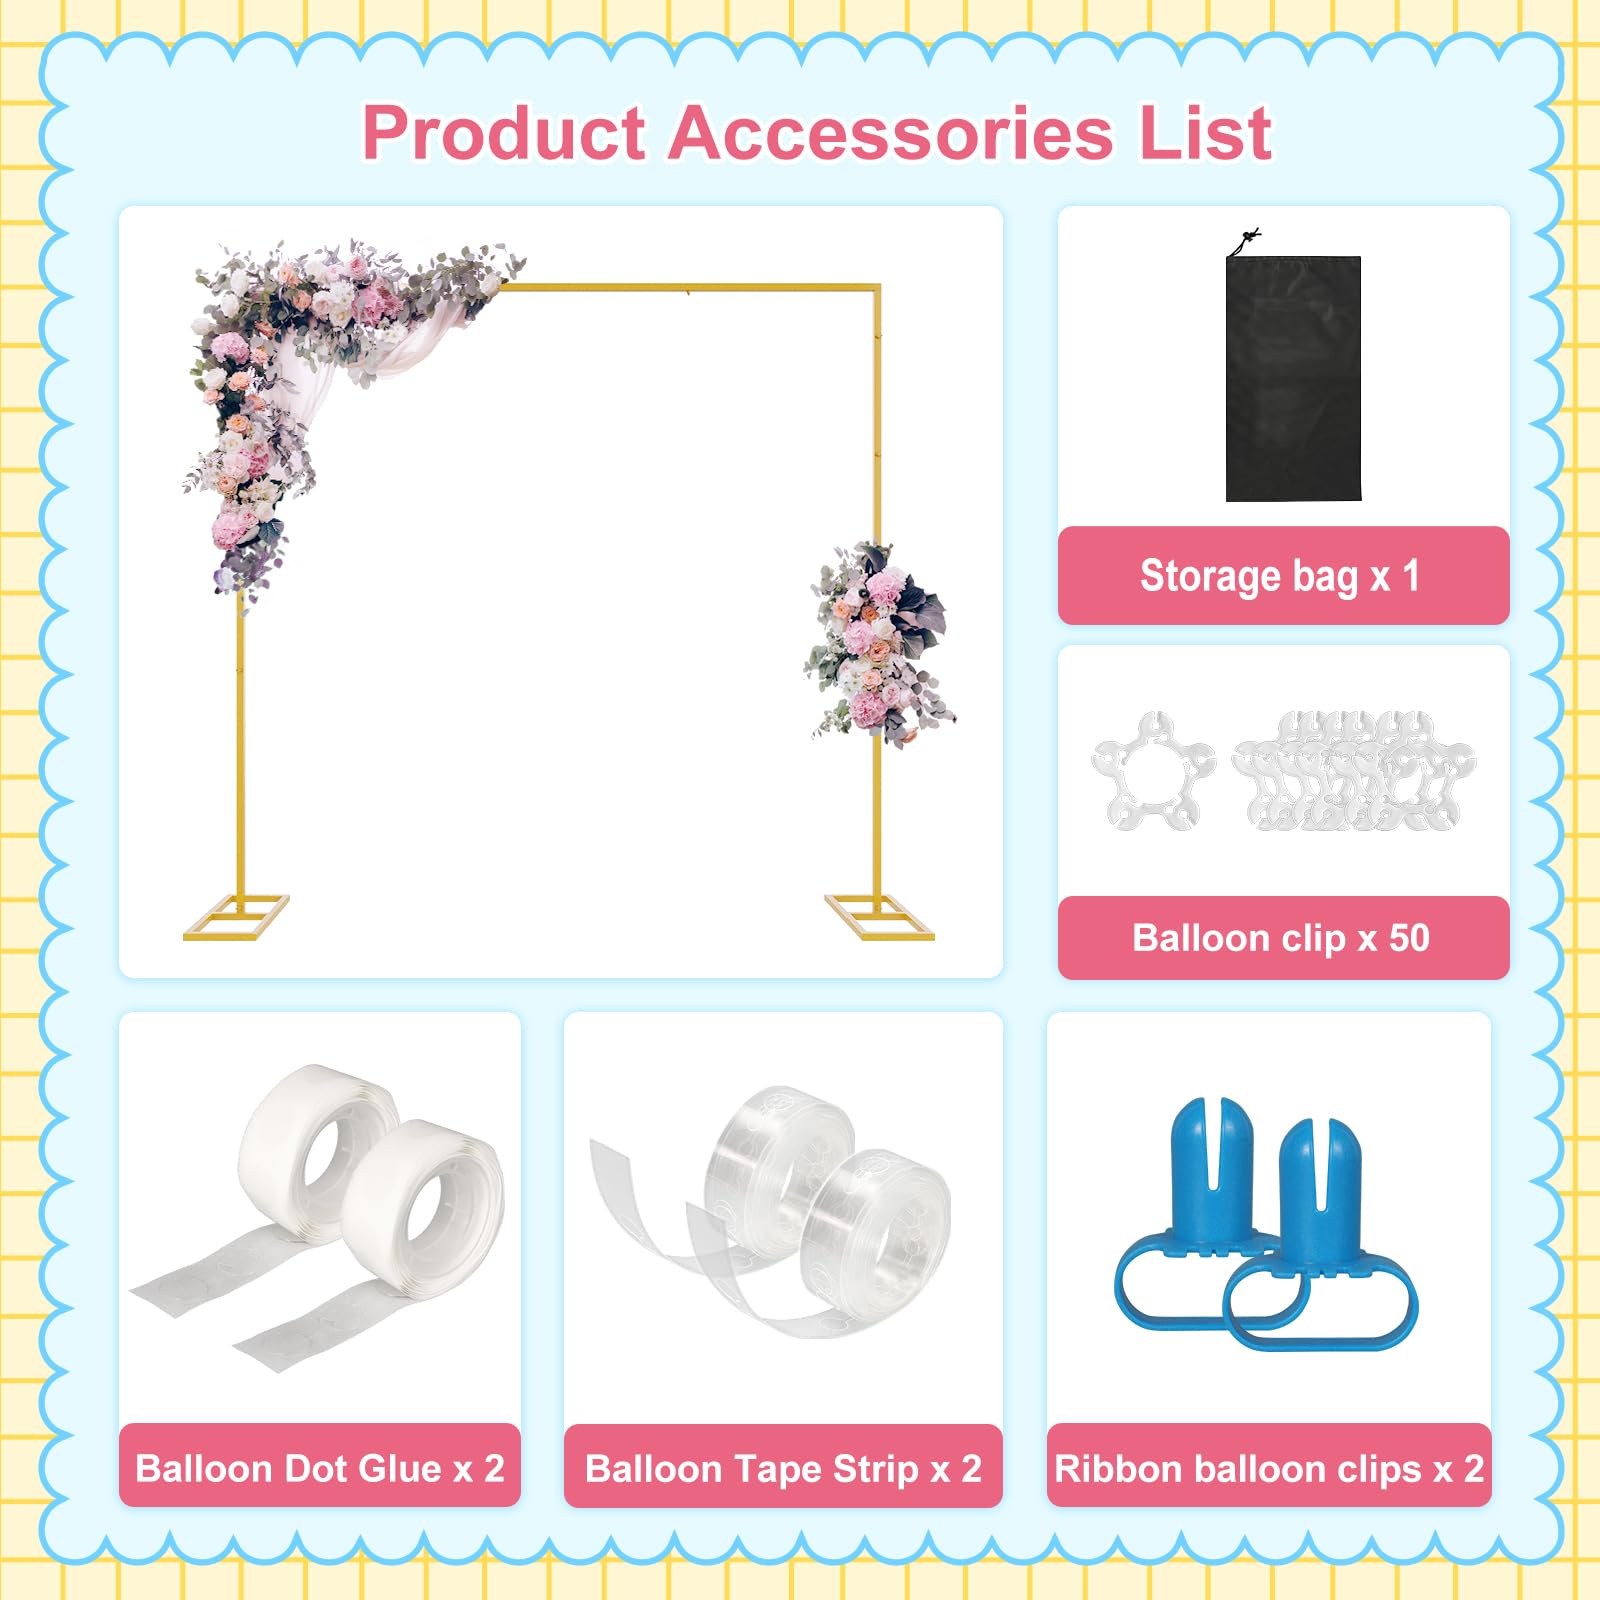 Product Accessories List
Storage bag x 1
Balloon clip x 50
Balloon Dot Glue x 2
Balloon Tape Strip x 2
Ribbon balloon clips x 2